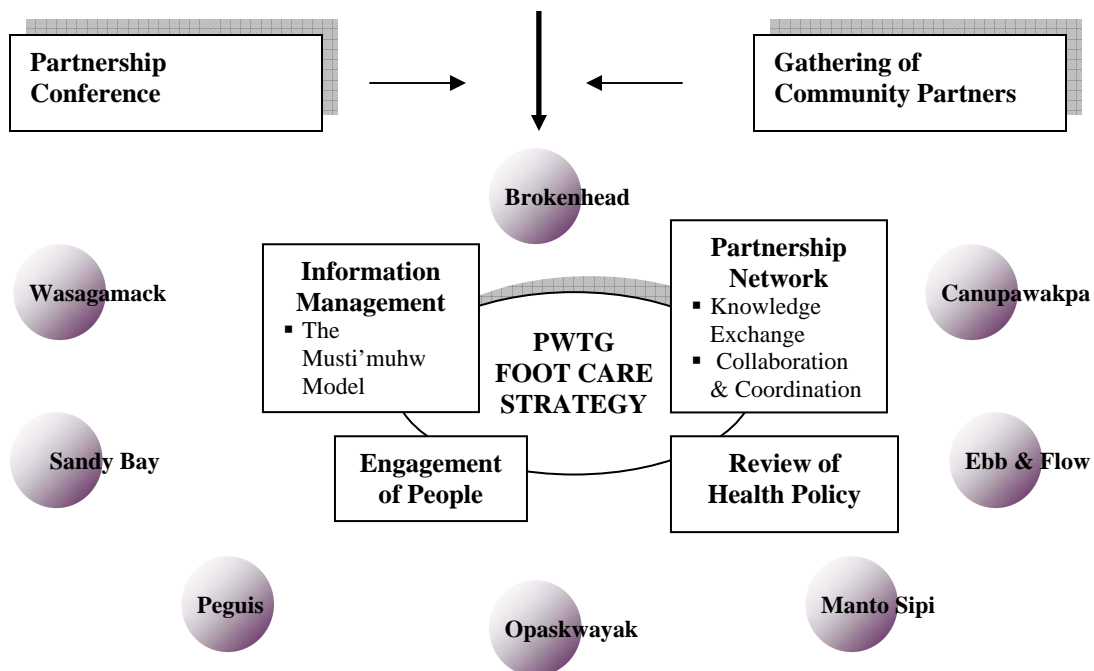 Partnership
Conference
Gathering of
Community Partners
Brokenhead
Wasagamack
Information
Management
▪ The
Musti’muhw
Model
PWTG
FOOT CARE
STRATEGY
Partnership
Network
▪ Knowledge
Exchange
▪ Collaboration
& Coordination
Canupawakpa
Sandy Bay
Engagement
of People
Review of
Health Policy
Ebb & Flow
Peguis
Opaskwayak
Manto Sipi